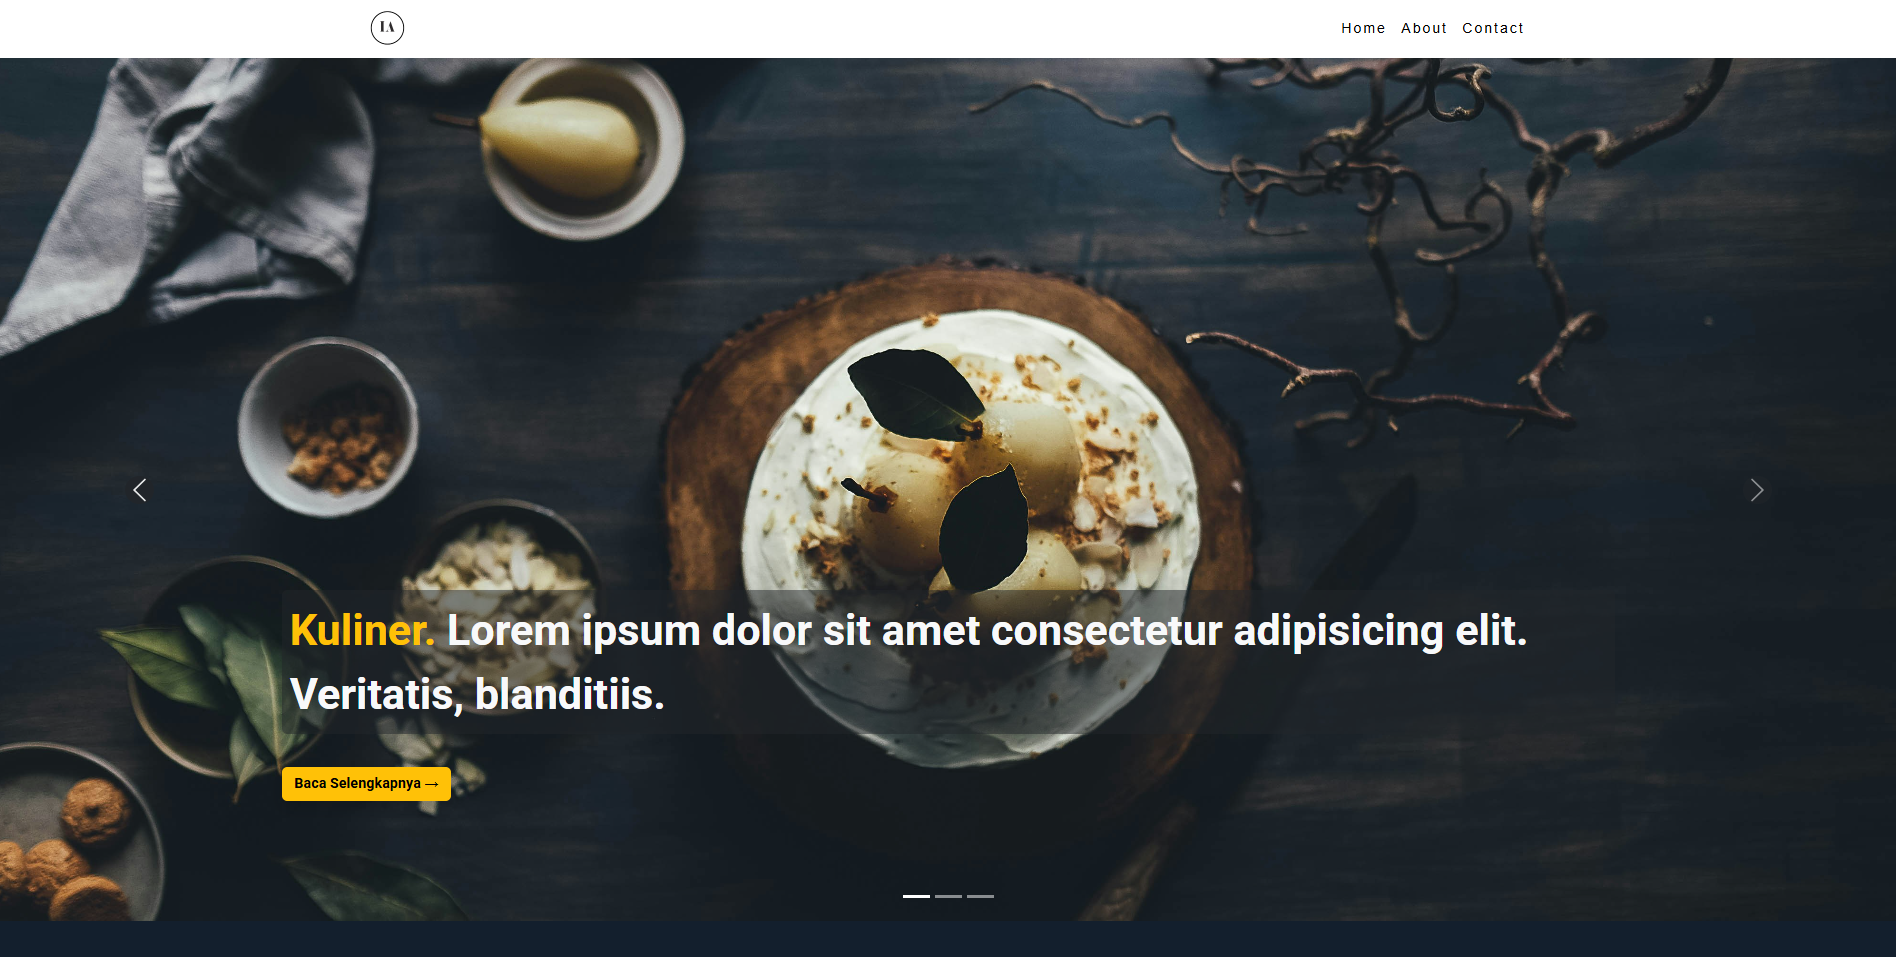 IA
Home About Contact
Kuliner. Lorem ipsum dolor sit amet consectetur adipisicing elit.
Veritatis, blanditiis.
Baca Selengkapnya →